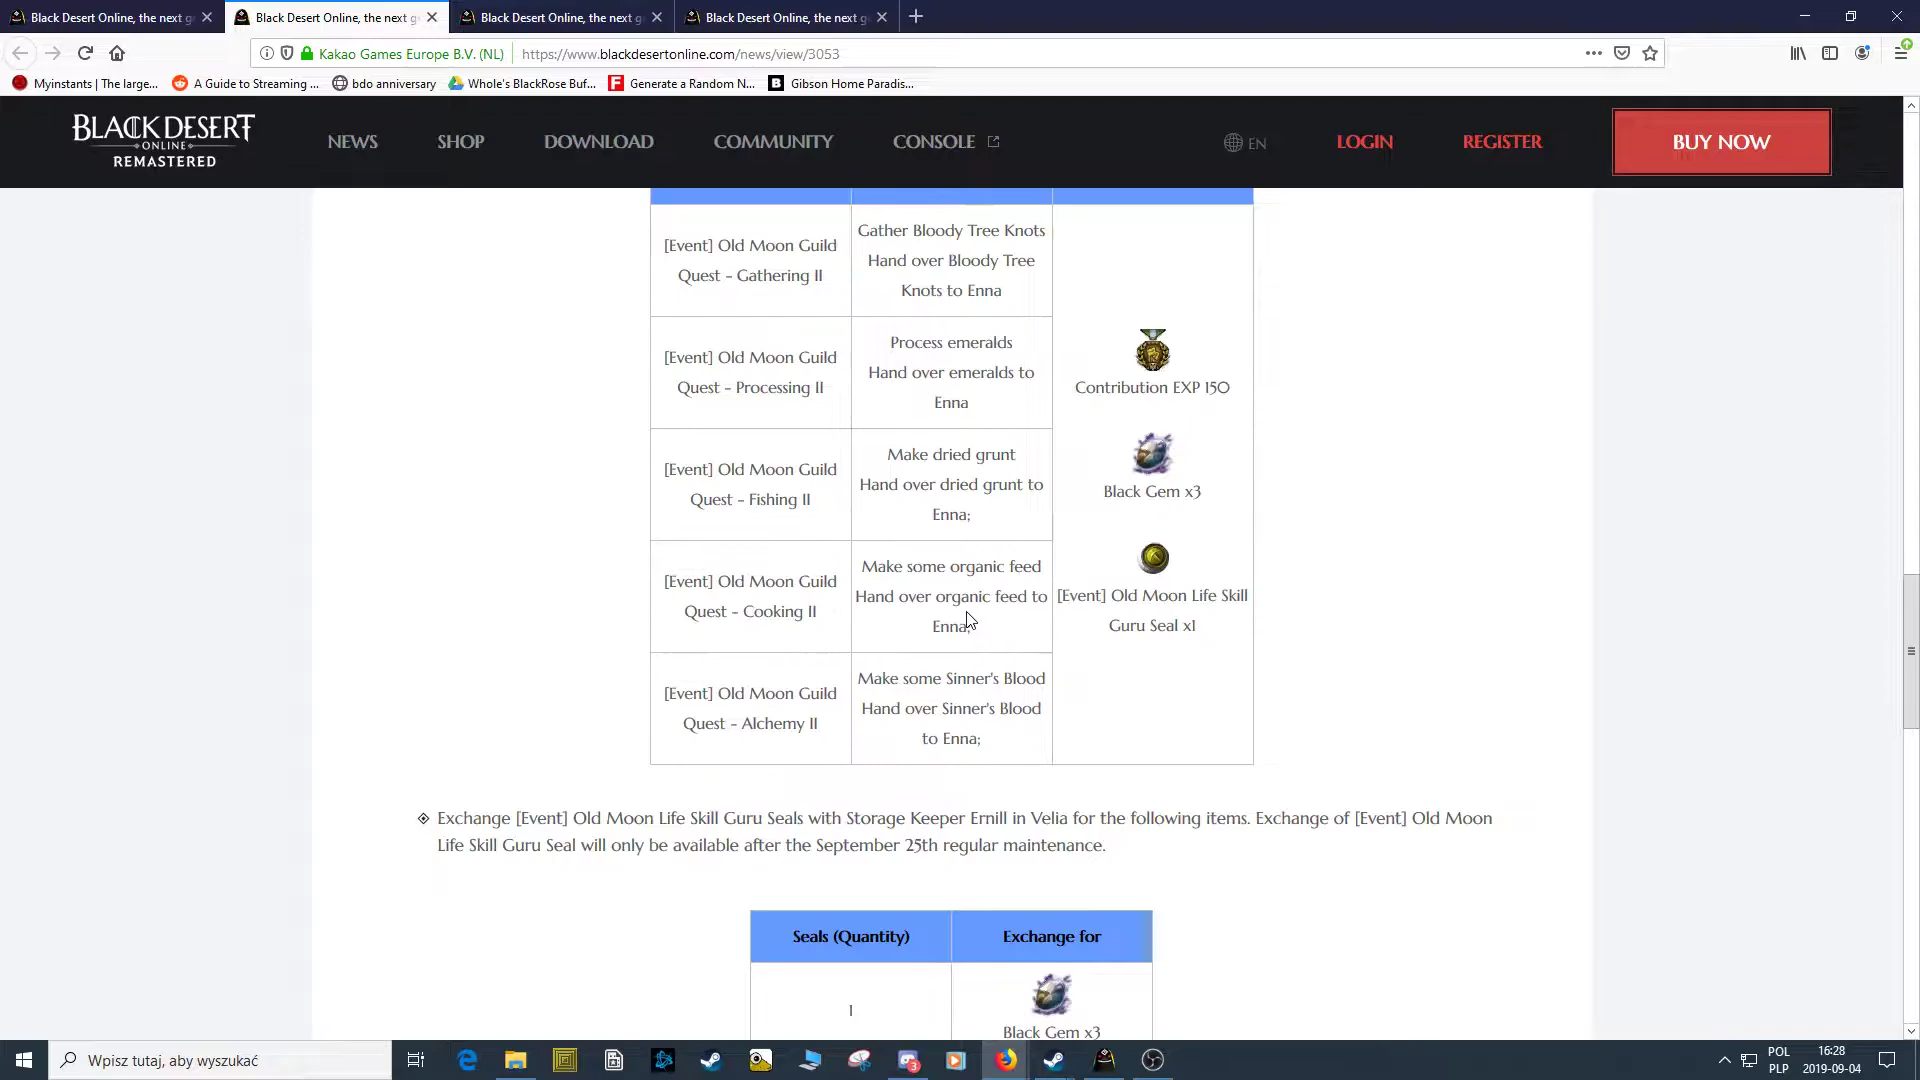 Black Desert Online, the next g
Black Desert Online, the next g
Black Desert Online, the next g
Black Desert Online, the next g
Kakao Games Europe B.V. (NL)
https://www.blackdesertonline.com/news/view/3053
Myinstants | The large...
A Guide to Streaming ...
bdo anniversary
Whole's BlackRose Buf...
Generate a Random N...
Gibson Home Paradis...
BLACK DESERT
ONLINE
REMASTERED
NEWS
SHOP
DOWNLOAD
COMMUNITY
CONSOLE
EN
LOGIN
REGISTER
BUY NOW
[Event] Old Moon Guild
Quest - Gathering II
Gather Bloody Tree Knots
Hand over Bloody Tree
Knots to Enna
[Event] Old Moon Guild
Quest - Processing II
Process emeralds
Hand over emeralds to
Enna
[Event] Old Moon Guild
Quest - Fishing II
Make dried grunt
Hand over dried grunt to
Enna;
[Event] Old Moon Guild
Quest - Cooking II
Make some organic feed
Hand over organic feed to
Enna;
[Event] Old Moon Guild
Quest - Alchemy II
Make some Sinner's Blood
Hand over Sinner's Blood
to Enna;
Contribution EXP 150
Black Gem x3
[Event] Old Moon Life Skill
Guru Seal x1
Exchange [Event] Old Moon Life Skill Guru Seals with Storage Keeper Ernill in Velia for the following items. Exchange of [Event] Old Moon
Life Skill Guru Seal will only be available after the September 25th regular maintenance.
Seals (Quantity)
Exchange for
1
Black Gem x3
Wpisz tutaj, aby wyszukać
3
POL
PLP
16:28
2019-09-04